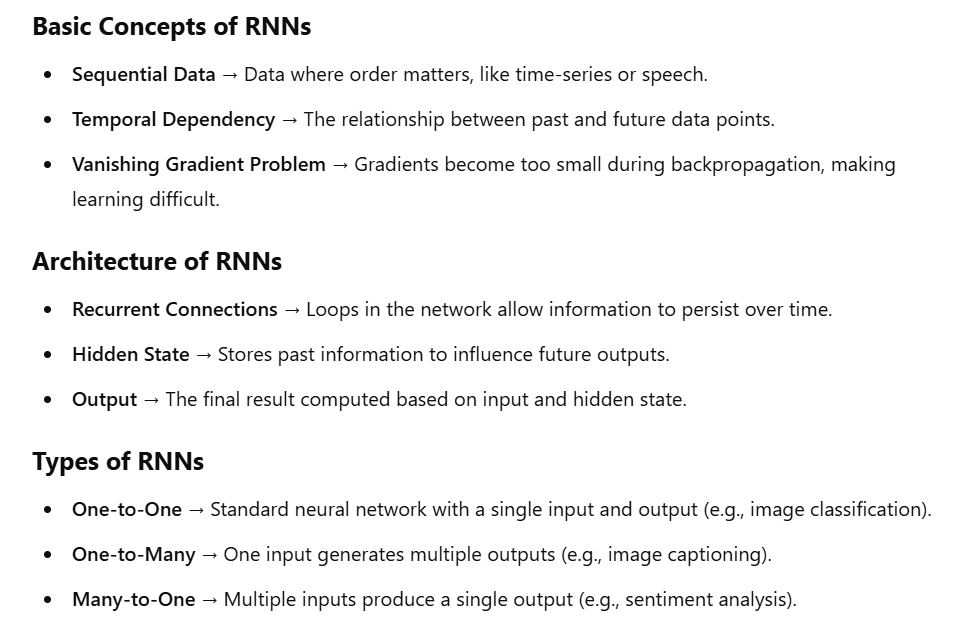 Basic Concepts of RNNs
• Sequential Data → Data where order matters, like time-series or speech.
• Temporal Dependency → The relationship between past and future data points.
• Vanishing Gradient Problem → Gradients become too small during backpropagation, making
learning difficult.
Architecture of RNNs
• Recurrent Connections → Loops in the network allow information to persist over time.
• Hidden State → Stores past information to influence future outputs.
• Output → The final result computed based on input and hidden state.
Types of RNNs
• One-to-One → Standard neural network with a single input and output (e.g., image classification).
• One-to-Many → One input generates multiple outputs (e.g., image captioning).
• Many-to-One → Multiple inputs produce a single output (e.g., sentiment analysis).